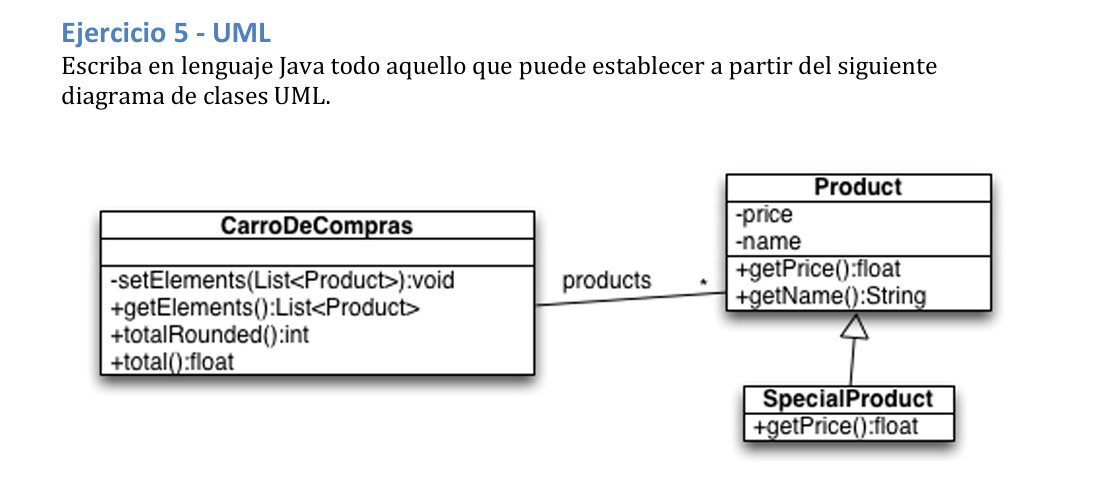 Ejercicio 5 - UML
Escriba en lenguaje Java todo aquello que puede establecer a partir del siguiente
diagrama de clases UML.
CarroDeCompras
-setElements(List<Product>):void
+getElements():List<Product>
+totalRounded():int
+total():float
products
*
Product
-price
-name
+getPrice():float
+getName():String
SpecialProduct
+getPrice():float